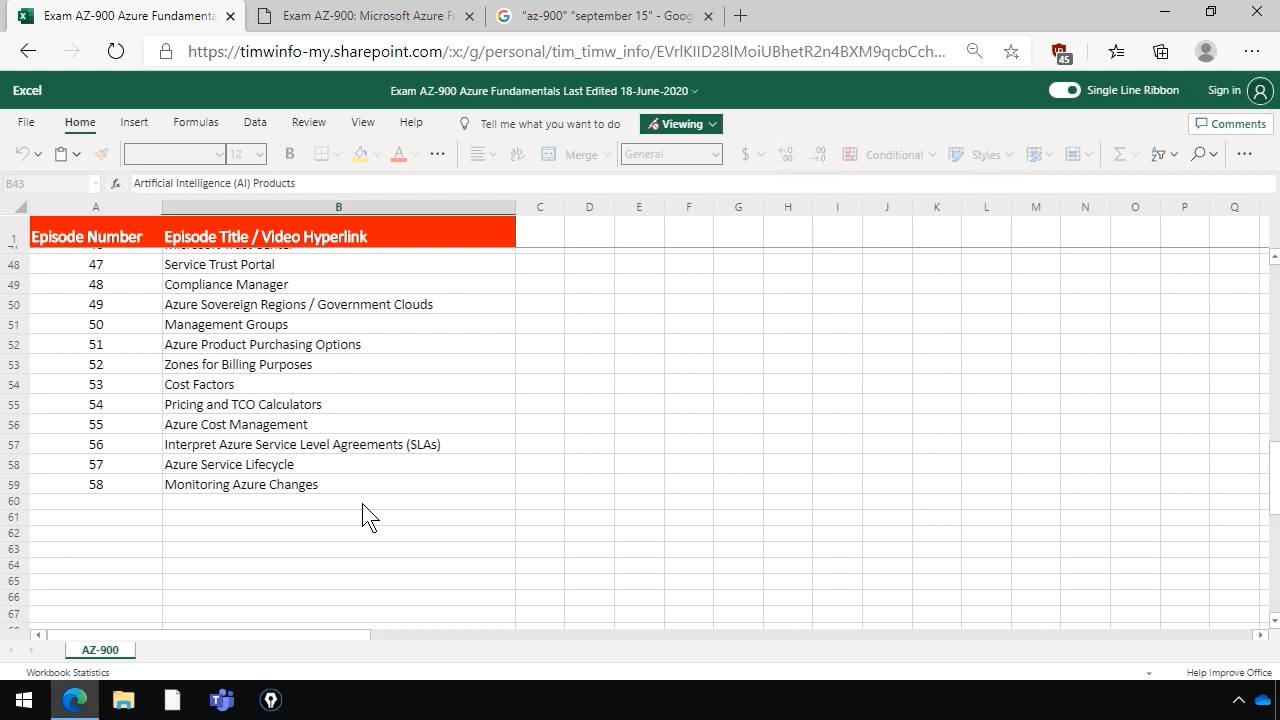 Exam AZ-900 Azure Fundamenta
Exam AZ-900: Microsoft Azure F
"az-900" "september 15" - Goog
https://timwinfo-my.sharepoint.com/:x:/g/personal/tim_timw_info/EVrlKIID28lMoiUBhetR2n4BXM9qcbCch...
45
Excel
Exam AZ-900 Azure Fundamentals Last Edited 18-June-2020
Single Line Ribbon
Sign in
File Home Insert Formulas Data Review View Help Tell me what you want to do Viewing Comments
12 B A Merge General $ Conditional Styles
B43 fx Artificial Intelligence (AI) Products
A B C D E F G H I J K L M N O P Q
1 Episode Number Episode Title / Video Hyperlink
48 47 Service Trust Portal
49 48 Compliance Manager
50 49 Azure Sovereign Regions / Government Clouds
51 50 Management Groups
52 51 Azure Product Purchasing Options
53 52 Zones for Billing Purposes
54 53 Cost Factors
55 54 Pricing and TCO Calculators
56 55 Azure Cost Management
57 56 Interpret Azure Service Level Agreements (SLAs)
58 57 Azure Service Lifecycle
59 58 Monitoring Azure Changes
60
61
62
63
64
65
66
67
AZ-900
Workbook Statistics
Help Improve Office